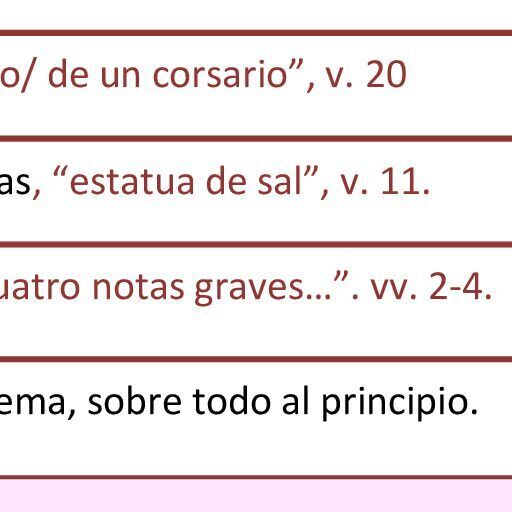 o/ de un corsario”, v. 20
as, “estatua de sal”, v. 11.
uatro notas graves...”. vv. 2-4.
ema, sobre todo al principio.